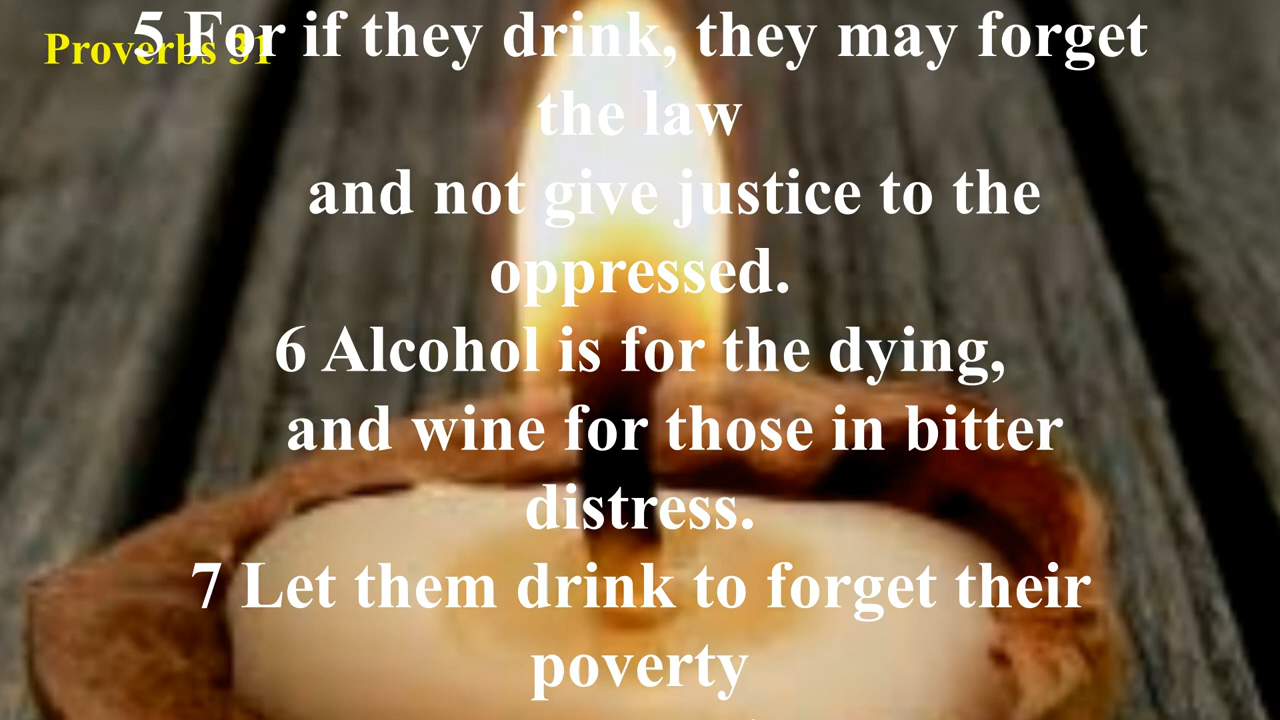 Proverbs 31
5 For if they drink, they may forget
the law
and not give justice to the
oppressed.
6 Alcohol is for the dying,
and wine for those in bitter
distress.
7 Let them drink to forget their
poverty